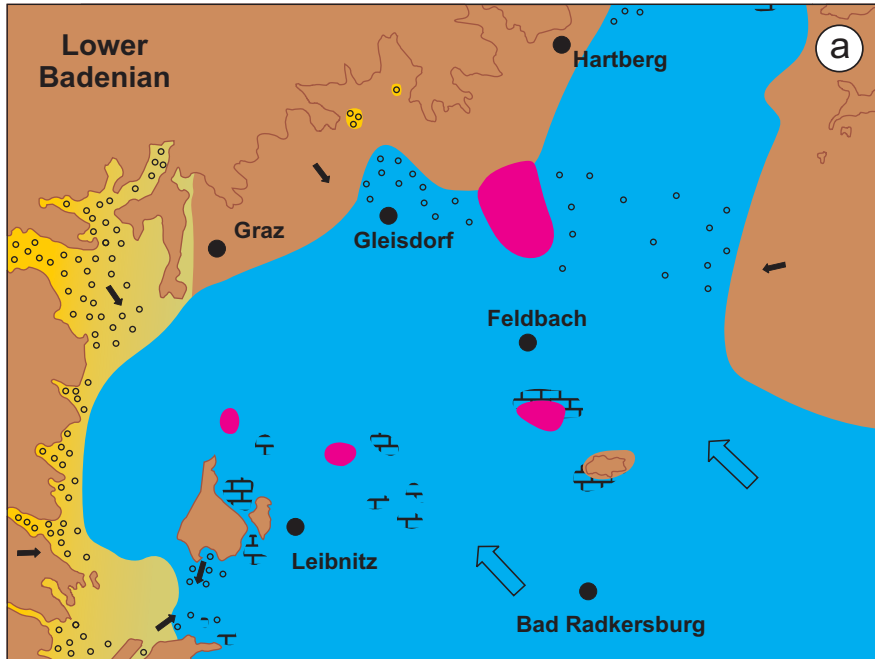 Lower
Badenian
a
Hartberg
Graz
Gleisdorf
Feldbach
Leibnitz
Bad Radkersburg